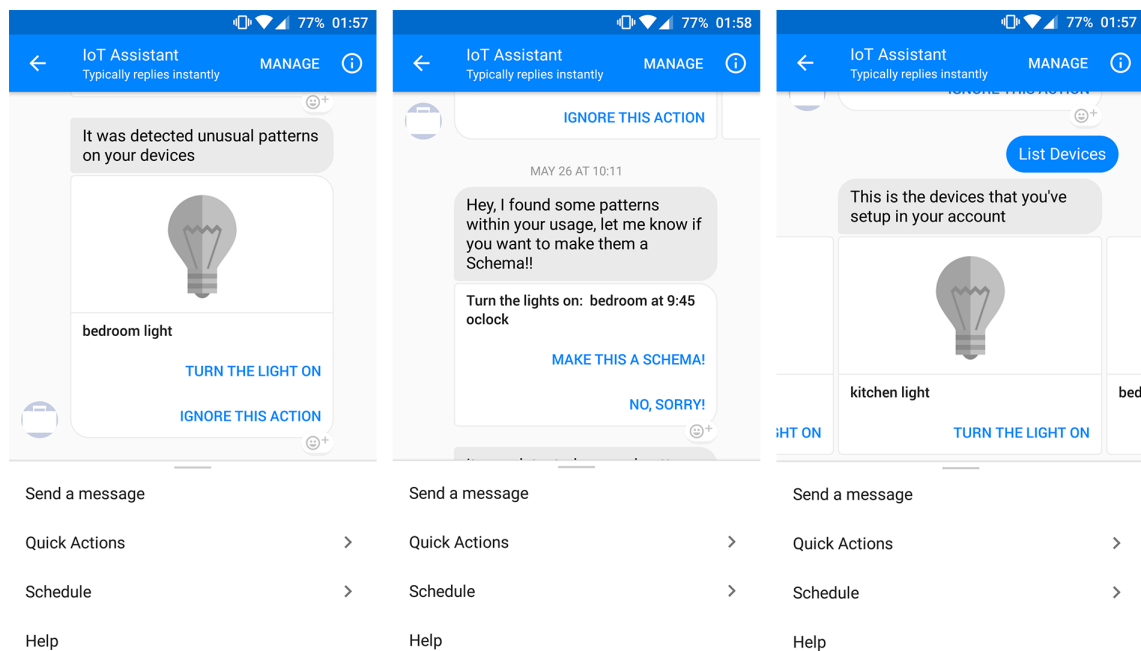 77% 01:57
IoT Assistant
Typically replies instantly
MANAGE
It was detected unusual patterns
on your devices
bedroom light
TURN THE LIGHT ON
IGNORE THIS ACTION
Send a message
Quick Actions
Schedule
Help
77% 01:58
IoT Assistant
Typically replies instantly
MANAGE
IGNORE THIS ACTION
MAY 26 AT 10:11
Hey, I found some patterns
within your usage, let me know if
you want to make them a
Schema!!
Turn the lights on: bedroom at 9:45
oclock
MAKE THIS A SCHEMA!
NO, SORRY!
Send a message
Quick Actions
Schedule
Help
77% 01:57
IoT Assistant
Typically replies instantly
MANAGE
IGNORE THIS ACTION
List Devices
This is the devices that you've
setup in your account
kitchen light
bed
GHT ON
TURN THE LIGHT ON
Send a message
Quick Actions
Schedule
Help